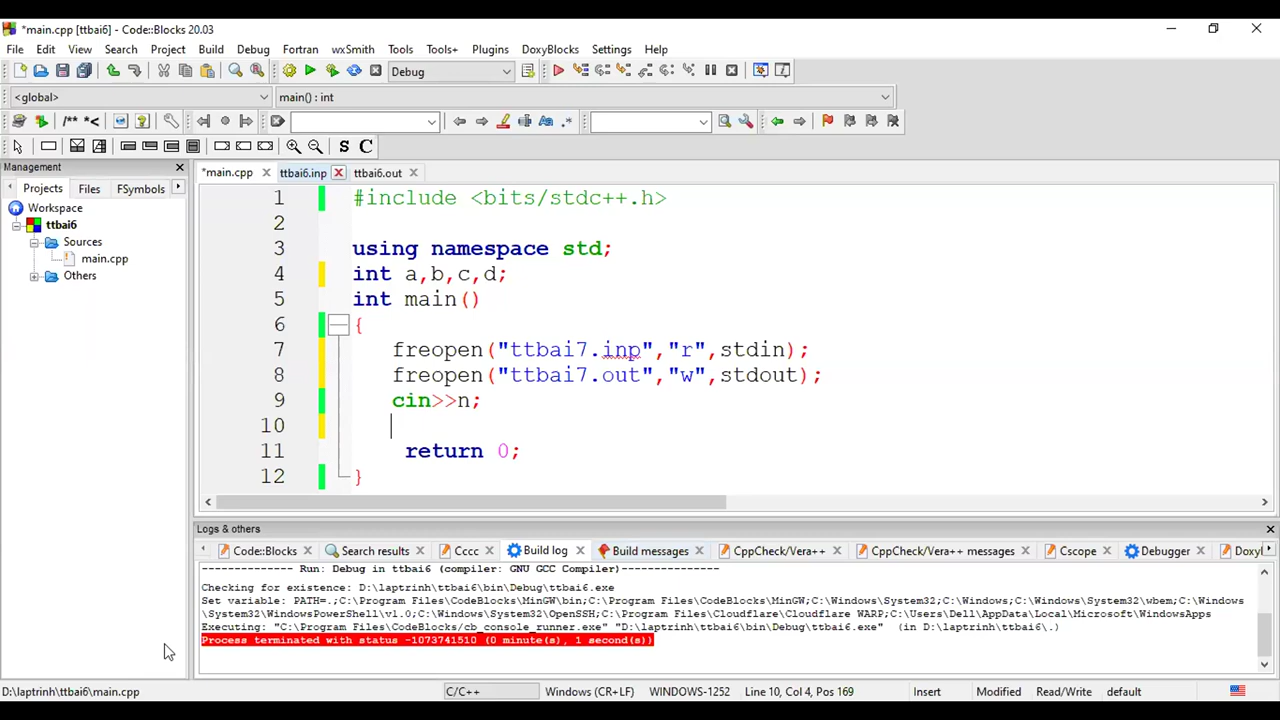 *main.cpp [ttbai6] - Code::Blocks 20.03
File Edit View Search Project Build Debug Fortran wxSmith Tools Tools+ Plugins DoxyBlocks Settings Help
Debug
<global> main() : int
/** *<
S C
Management
Projects Files FSymbols
Workspace
ttbai6
Sources
main.cpp
Others
*main.cpp ttbai6.inp ttbai6.out
1 #include <bits/stdc++.h>
2
3 using namespace std;
4 int a,b,c,d;
5 int main()
6 {
7 freopen("ttbai7.inp","r",stdin);
8 freopen("ttbai7.out","w",stdout);
9 cin>>n;
10
11 return 0;
12 }
Logs & others
Code::Blocks Search results Cccc Build log Build messages CppCheck/Vera++ CppCheck/Vera++ messages Cscope Debugger Doxy
-------------- Run: Debug in ttbai6 (compiler: GNU GCC Compiler)---------------
Checking for existence: D:\laptrinh\ttbai6\bin\Debug\ttbai6.exe
Set variable: PATH=.;C:\Program Files\CodeBlocks\MinGW\bin;C:\Program Files\CodeBlocks\MinGW;C:\Windows\System32;C:\Windows;C:\Windows\System32\wbem;C:\Windows
\System32\WindowsPowerShell\v1.0;C:\Windows\System32\OpenSSH;C:\Program Files\Cloudflare\Cloudflare WARP;C:\Users\Dell\AppData\Local\Microsoft\WindowsApps
Executing: "C:\Program Files\CodeBlocks/cb_console_runner.exe" "D:\laptrinh\ttbai6\bin\Debug\ttbai6.exe" (in D:\laptrinh\ttbai6\.)
Process terminated with status -1073741510 (0 minute(s), 1 second(s))
D:\laptrinh\ttbai6\main.cpp C/C++ Windows (CR+LF) WINDOWS-1252 Line 10, Col 4, Pos 169 Insert Modified Read/Write default